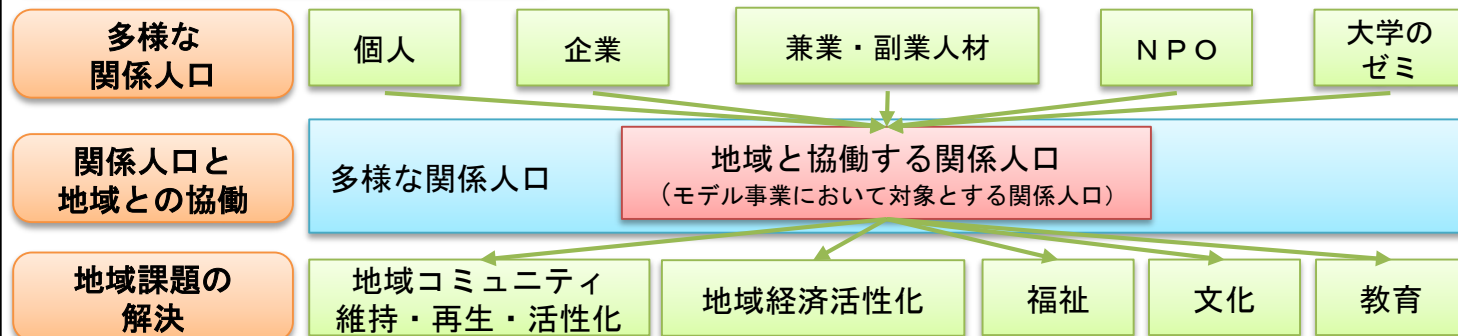 多様な
関係人口
個人
企業
兼業・副業人材
ＮＰＯ
大学の
ゼミ
関係人口と
地域との協働
多様な関係人口
地域と協働する関係人口
（モデル事業において対象とする関係人口）
地域課題の
解決
地域コミュニティ
維持・再生・活性化
地域経済活性化
福祉
文化
教育